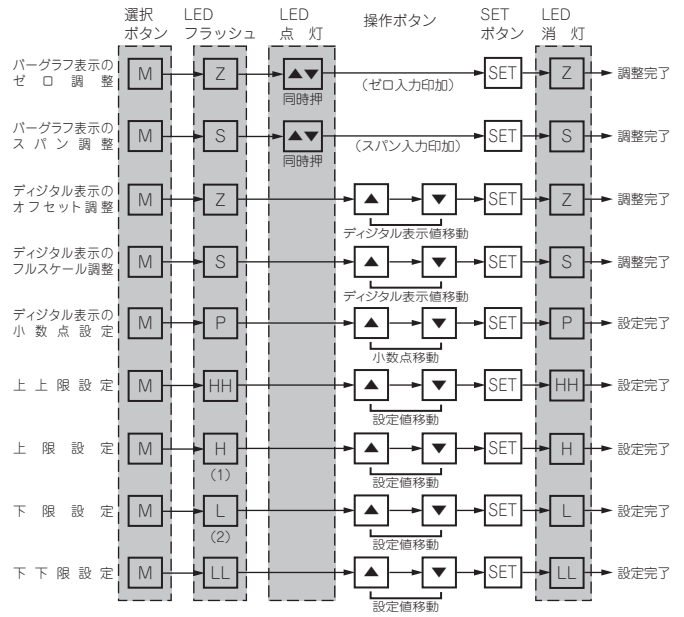 選択 LED LED 操作ボタン SET LED
ボタン フラッシュ 点 灯 ボタン 消 灯
バーグラフ表示の
ゼ ロ 調 整 M Z ▲▼ (ゼロ入力印加) SET Z 調整完了
同時押
バーグラフ表示の
ス パ ン 調 整 M S ▲▼ (スパン入力印加) SET S 調整完了
同時押
ディジタル表示の
オフセット調整 M Z ▲ ▼ SET Z 調整完了
ディジタル表示値移動
ディジタル表示の
フルスケール調整 M S ▲ ▼ SET S 調整完了
ディジタル表示値移動
ディジタル表示の
小 数 点 設 定 M P ▲ ▼ SET P 設定完了
小数点移動
上 上 限 設 定 M HH ▲ ▼ SET HH 設定完了
設定値移動
上 限 設 定 M H ▲ ▼ SET H 設定完了
(1) 設定値移動
下 限 設 定 M L ▲ ▼ SET L 設定完了
(2) 設定値移動
下 下 限 設 定 M LL ▲ ▼ SET LL 設定完了
設定値移動